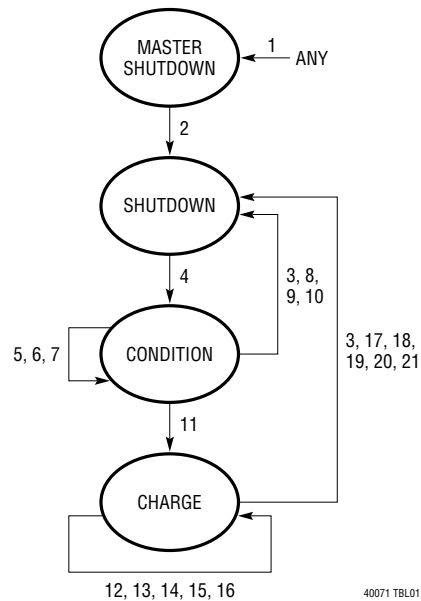 MASTER
SHUTDOWN
1
ANY
2
SHUTDOWN
4
3, 8,
9, 10
3, 17, 18,
19, 20, 21
5, 6, 7
CONDITION
11
CHARGE
12, 13, 14, 15, 16
40071 TBL01